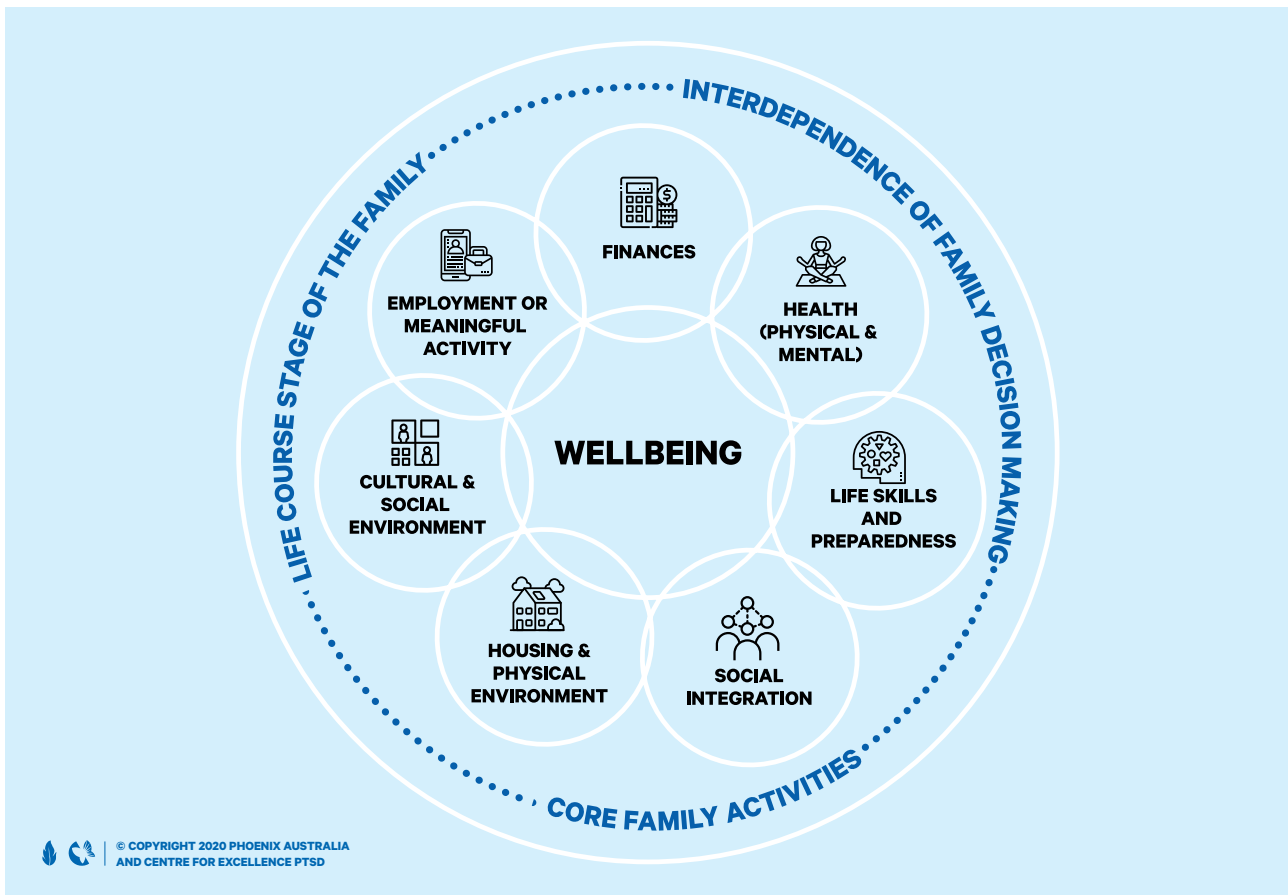 LIFE COURSE STAGE OF THE FAMILY
INTERDEPENDENCE OF FAMILY DECISION MAKING
CORE FAMILY ACTIVITIES
$
FINANCES
HEALTH
(PHYSICAL &
MENTAL)
LIFE SKILLS
AND
PREPAREDNESS
SOCIAL
INTEGRATION
HOUSING &
PHYSICAL
ENVIRONMENT
CULTURAL &
SOCIAL
ENVIRONMENT
EMPLOYMENT OR
MEANINGFUL
ACTIVITY
WELLBEING
© COPYRIGHT 2020 PHOENIX AUSTRALIA
AND CENTRE FOR EXCELLENCE PTSD